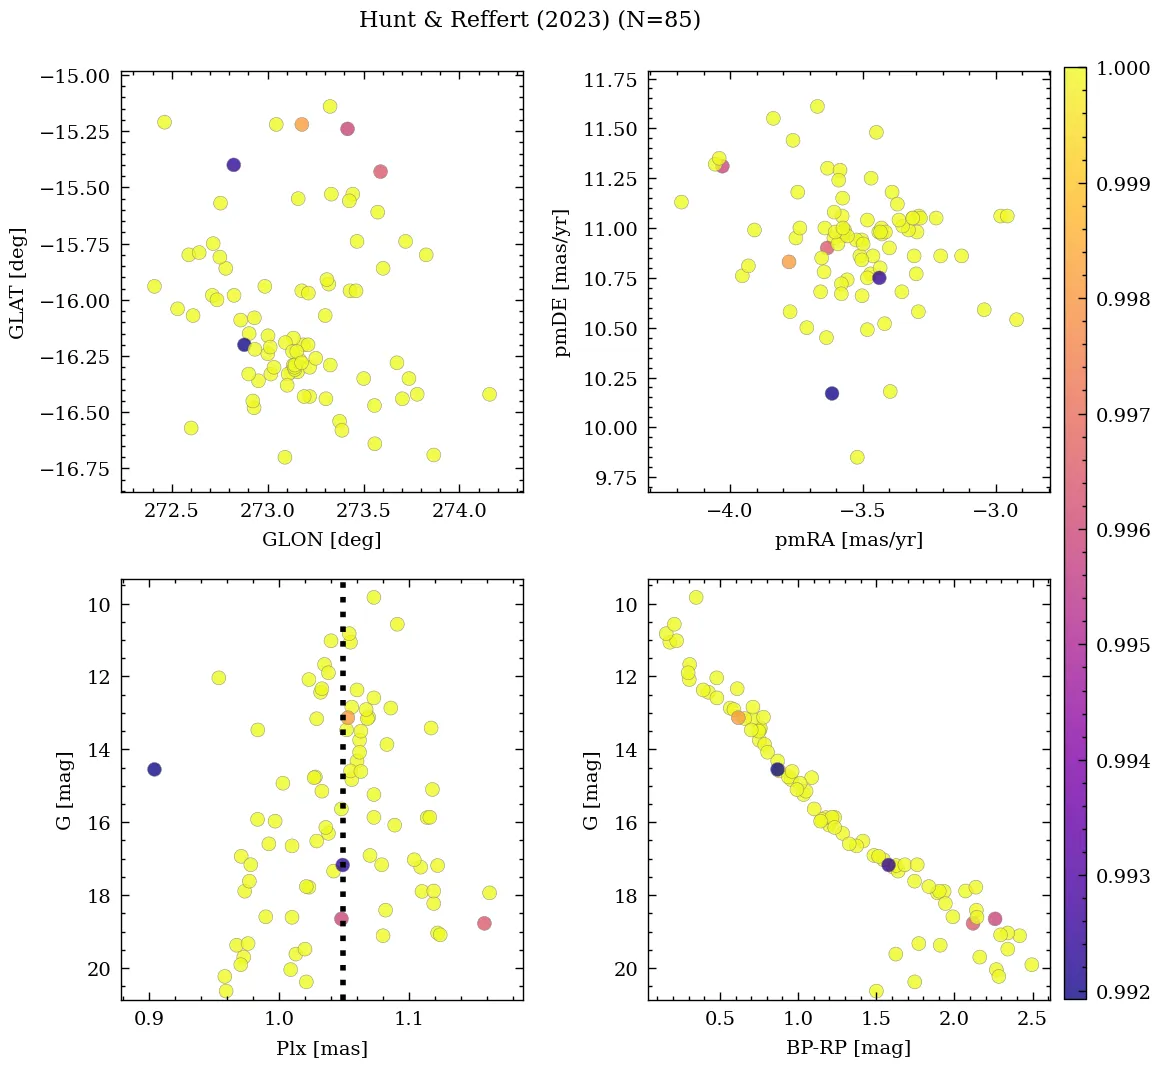 Hunt & Reffert (2023) (N=85)
−15.00
−15.25
−15.50
−15.75
−16.00
−16.25
−16.50
−16.75
GLAT [deg]
272.5 273.0 273.5 274.0
GLON [deg]
11.75
11.50
11.25
11.00
10.75
10.50
10.25
10.00
9.75
pmDE [mas/yr]
−4.0 −3.5 −3.0
pmRA [mas/yr]
10
12
14
16
18
20
G [mag]
0.9 1.0 1.1
Plx [mas]
10
12
14
16
18
20
G [mag]
0.5 1.0 1.5 2.0 2.5
BP-RP [mag]
1.000
0.999
0.998
0.997
0.996
0.995
0.994
0.993
0.992